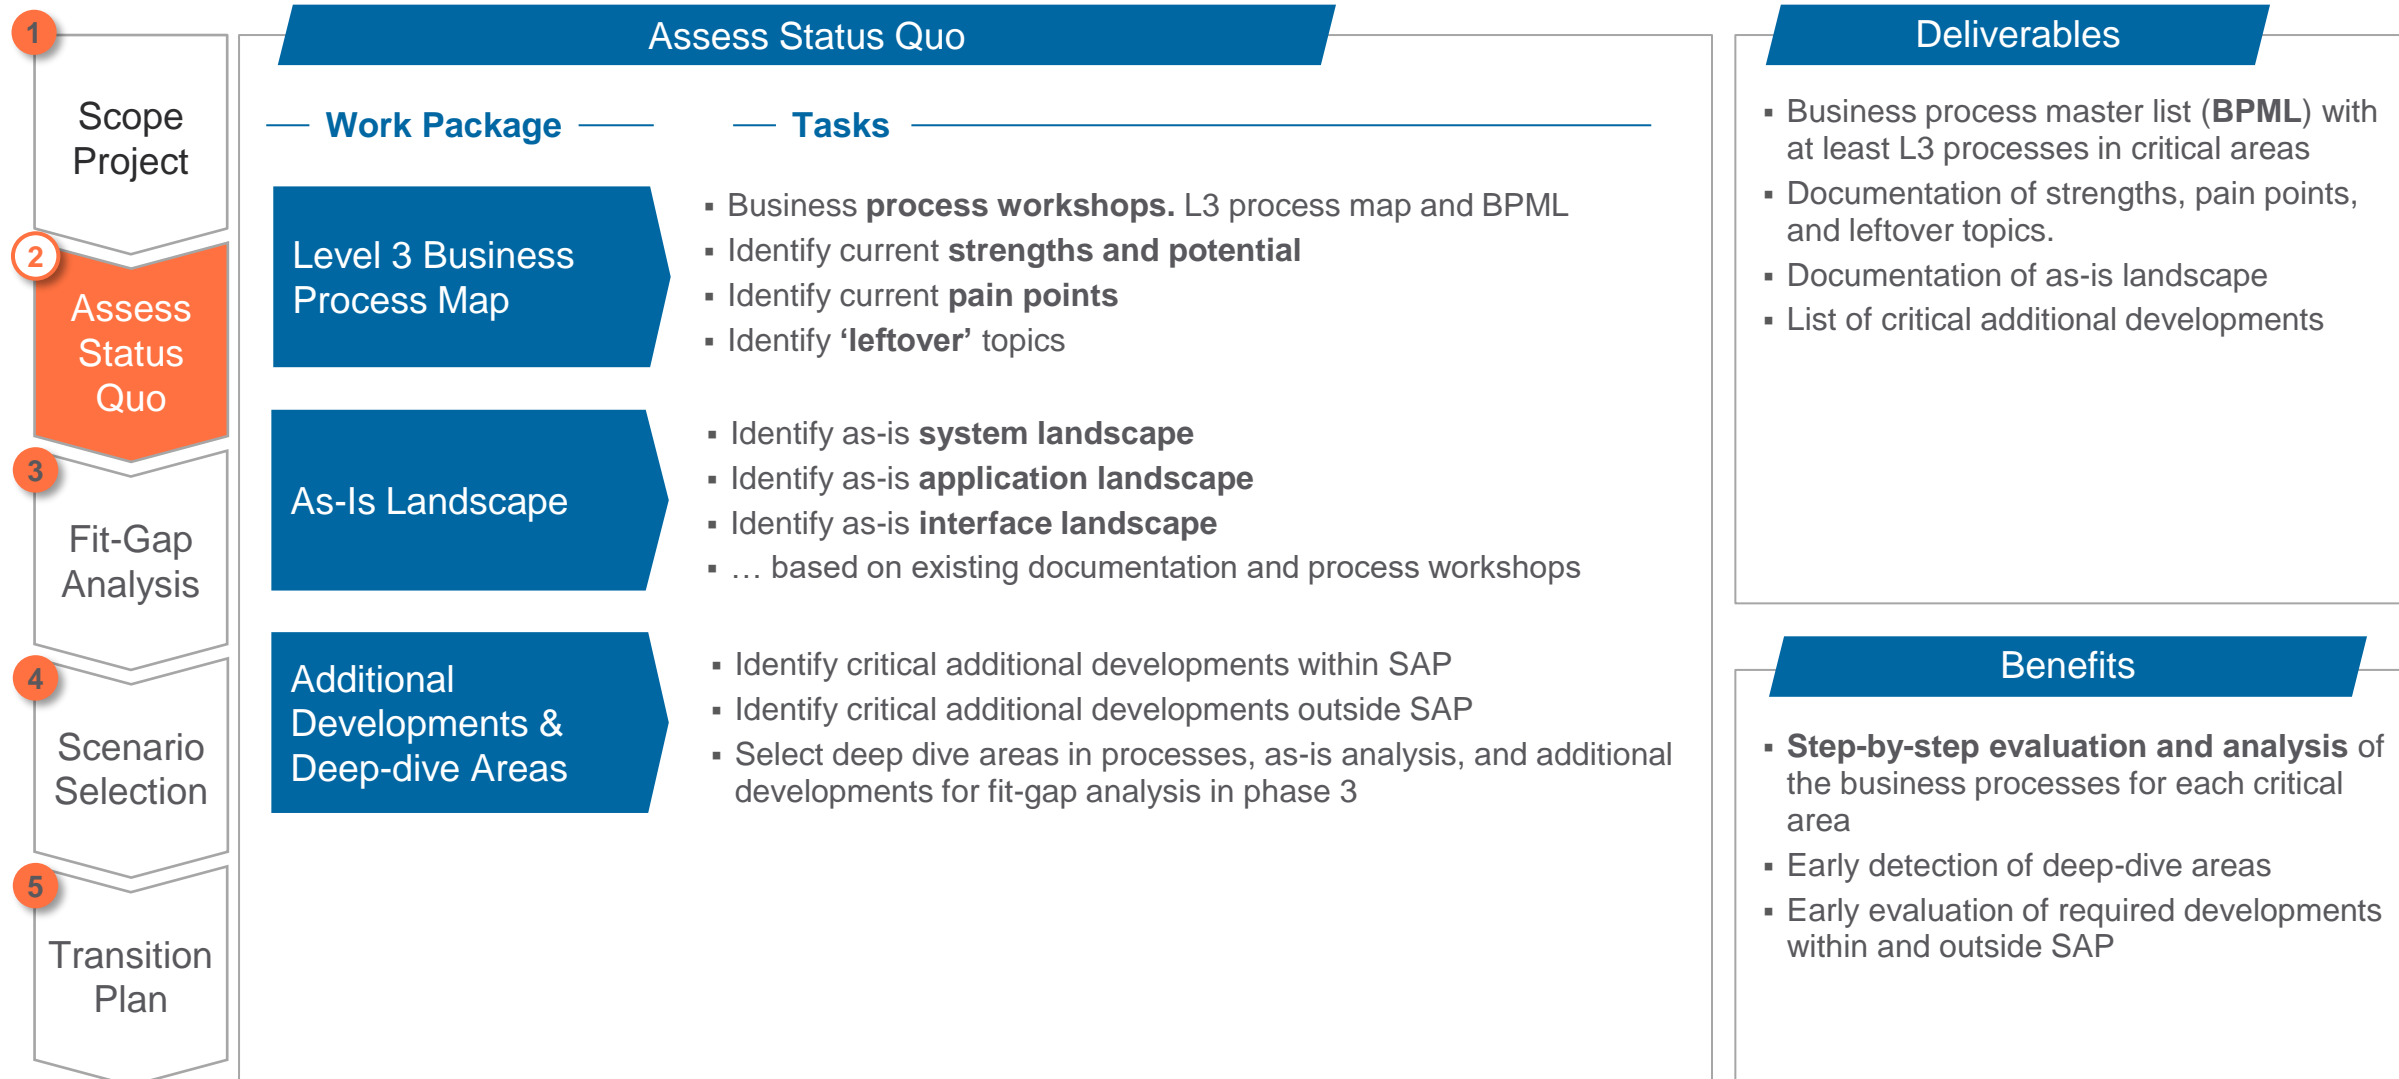 1
Scope
Project
2
Assess
Status
Quo
3
Fit-Gap
Analysis
4
Scenario
Selection
5
Transition
Plan
Assess Status Quo
Work Package
Tasks
Level 3 Business
Process Map
▪ Business process workshops. L3 process map and BPML
▪ Identify current strengths and potential
▪ Identify current pain points
▪ Identify ‘leftover’ topics
As-Is Landscape
▪ Identify as-is system landscape
▪ Identify as-is application landscape
▪ Identify as-is interface landscape
▪ … based on existing documentation and process workshops
Additional
Developments &
Deep-dive Areas
▪ Identify critical additional developments within SAP
▪ Identify critical additional developments outside SAP
▪ Select deep dive areas in processes, as-is analysis, and additional
developments for fit-gap analysis in phase 3
Deliverables
▪ Business process master list (BPML) with
at least L3 processes in critical areas
▪ Documentation of strengths, pain points,
and leftover topics.
▪ Documentation of as-is landscape
▪ List of critical additional developments
Benefits
▪ Step-by-step evaluation and analysis of
the business processes for each critical
area
▪ Early detection of deep-dive areas
▪ Early evaluation of required developments
within and outside SAP